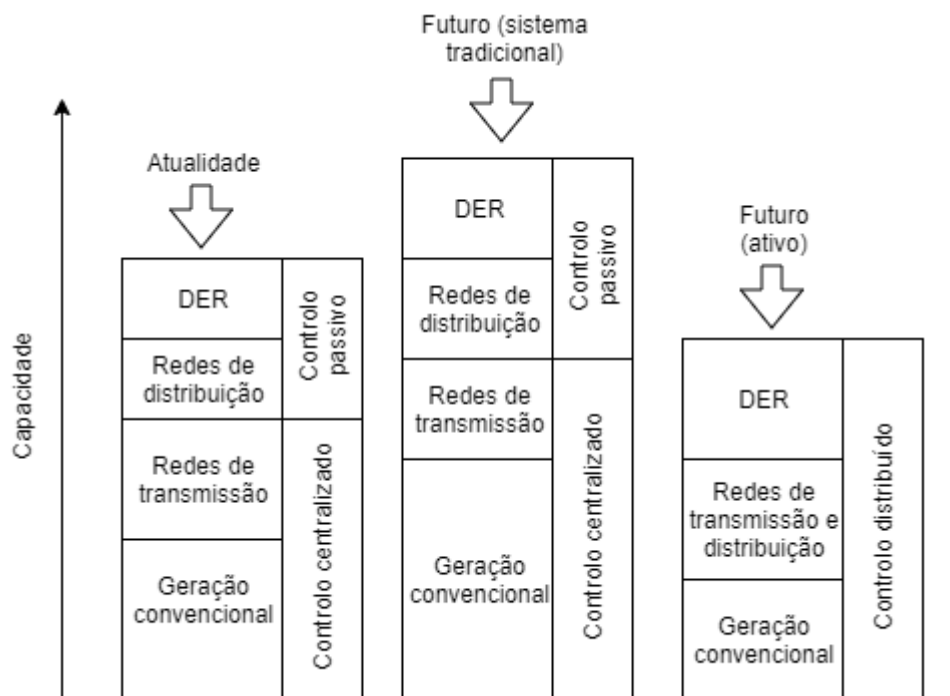 Capacidade
Atualidade
DER
Redes de
distribuição
Redes de
transmissão
Geração
convencional
Controlo
passivo
Controlo centralizado
Futuro (sistema
tradicional)
DER
Redes de
distribuição
Redes de
transmissão
Geração
convencional
Controlo
passivo
Controlo centralizado
Futuro
(ativo)
DER
Redes de
transmissão e
distribuição
Geração
convencional
Controlo distribuído